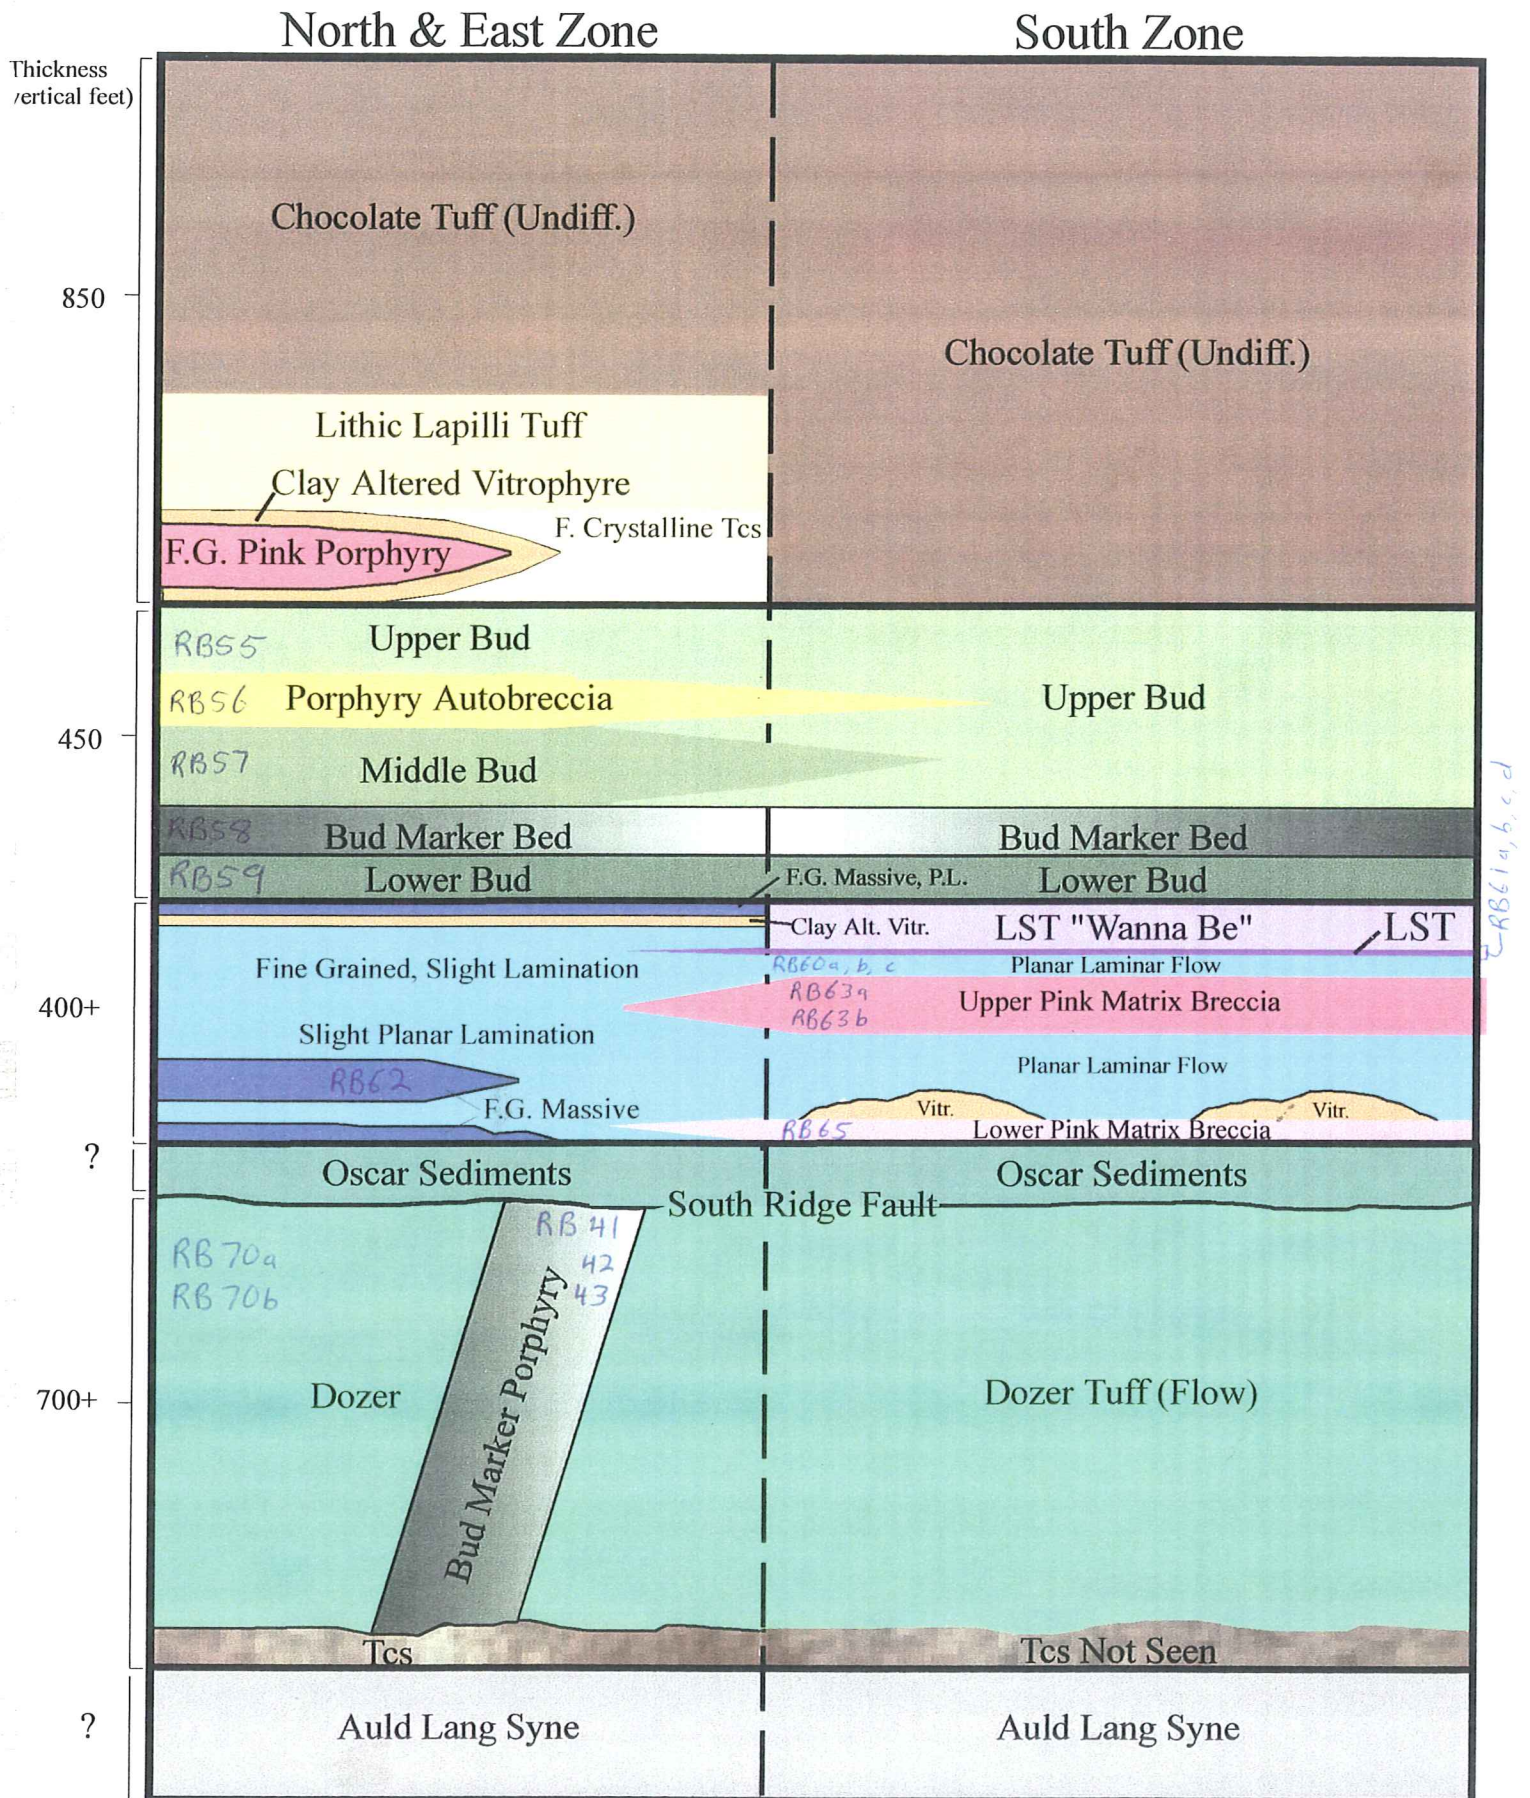 North & East Zone
South Zone
Thickness
vertical feet)
Chocolate Tuff (Undiff.)
850
Chocolate Tuff (Undiff.)
Lithic Lapilli Tuff
Clay Altered Vitrophyre
F. Crystalline Tcs
F.G. Pink Porphyry
RB55
Upper Bud
RB56
Porphyry Autobreccia
Upper Bud
450
RB57
Middle Bud
RB58
Bud Marker Bed
Bud Marker Bed
RB59
Lower Bud
F.G. Massive, P.L.
Lower Bud
RB61a, b, c, d
Clay Alt. Vitr.
LST "Wanna Be"
LST
Fine Grained, Slight Lamination
RB60a, b, c
Planar Laminar Flow
RB63a
RB63b
Upper Pink Matrix Breccia
400+
Slight Planar Lamination
Planar Laminar Flow
RB62
F.G. Massive
Vitr.
Vitr.
RB65
Lower Pink Matrix Breccia
?
Oscar Sediments
Oscar Sediments
South Ridge Fault
RB 41
42
43
RB 70a
RB 70b
Bud Marker Porphyry
700+
Dozer
Dozer Tuff (Flow)
Tcs
Tcs Not Seen
?
Auld Lang Syne
Auld Lang Syne